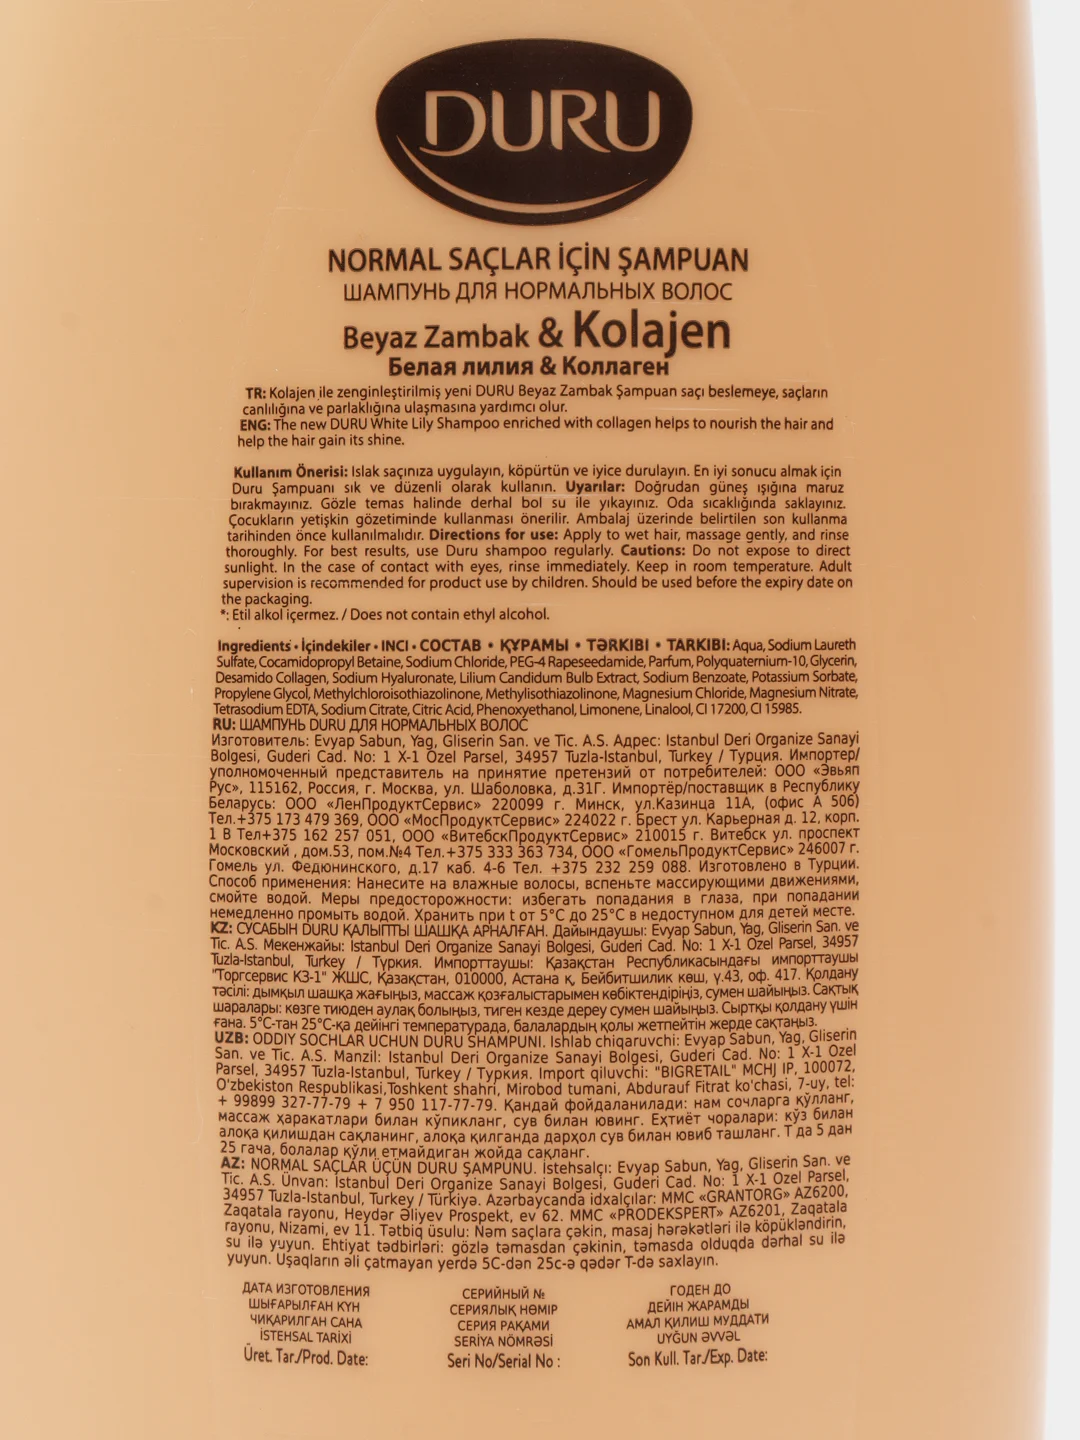 DURU
NORMAL SAÇLAR İÇİN ŞAMPUAN
ШАМПУНЬ ДЛЯ НОРМАЛЬНЫХ ВОЛОС
Beyaz Zambak & Kolajen
Белая лилия & Коллаген
TR: Kolajen ile zenginleştirilmiş yeni DURU Beyaz Zambak Şampuan saçı beslemeye, saçların
canlılığına ve parlaklığına ulaşmasına yardımcı olur.
ENG: The new DURU White Lily Shampoo enriched with collagen helps to nourish the hair and
help the hair gain its shine.
Kullanım Önerisi: Islak saçınıza uygulayın, köpürtün ve iyice durulayın. En iyi sonucu almak için
Duru Şampuanı sık ve düzenli olarak kullanın. Uyarılar: Doğrudan güneş ışığına maruz
bırakmayınız. Gözle temas halinde derhal bol su ile yıkayınız. Oda sıcaklığında saklayınız.
Çocukların yetişkin gözetiminde kullanması önerilir. Ambalaj üzerinde belirtilen son kullanma
tarihinden önce kullanılmalıdır. Directions for use: Apply to wet hair, massage gently, and rinse
thoroughly. For best results, use Duru shampoo regularly. Cautions: Do not expose to direct
sunlight. In the case of contact with eyes, rinse immediately. Keep in room temperature. Adult
supervision is recommended for product use by children. Should be used before the expiry date on
the packaging.
*: Etil alkol içermez. / Does not contain ethyl alcohol.
Ingredients • İçindekiler • INCI • СОСТАВ • ҚҰРАМЫ • TƏRKIBI • TARKIBI: Aqua, Sodium Laureth
Sulfate, Cocamidopropyl Betaine, Sodium Chloride, PEG-4 Rapeseedamide, Parfum, Polyquaternium-10, Glycerin,
Desamido Collagen, Sodium Hyaluronate, Lilium Candidum Bulb Extract, Sodium Benzoate, Potassium Sorbate,
Propylene Glycol, Methylchloroisothiazolinone, Methylisothiazolinone, Magnesium Chloride, Magnesium Nitrate,
Tetrasodium EDTA, Sodium Citrate, Citric Acid, Phenoxyethanol, Limonene, Linalool, CI 17200, CI 15985.
RU: ШАМПУНЬ DURU ДЛЯ НОРМАЛЬНЫХ ВОЛОС
Изготовитель: Evyap Sabun, Yag, Gliserin San. ve Tic. A.S. Адрес: Istanbul Deri Organize Sanayi
Bolgesi, Guderi Cad. No: 1 X-1 Ozel Parsel, 34957 Tuzla-Istanbul, Turkey / Турция. Импортер/
уполномоченный представитель на принятие претензий от потребителей: ООО «Эвьяп
Рус», 115162, Россия, г. Москва, ул. Шаболовка, д.31Г. Импортёр/поставщик в Республику
Беларусь: ООО «ЛенПродуктСервис» 220099 г. Минск, ул.Казинца 11А, (офис А 506)
Тел.+375 173 479 369, ООО «МосПродуктСервис» 224022 г. Брест ул. Карьерная д. 12, корп.
1 В Тел+375 162 257 051, ООО «ВитебскПродуктСервис» 210015 г. Витебск ул. проспект
Московский , дом.53, пом.№4 Тел.+375 333 363 734, ООО «ГомельПродуктСервис» 246007 г.
Гомель ул. Федюнинского, д.17 каб. 4-6 Тел. +375 232 259 088. Изготовлено в Турции.
Способ применения: Нанесите на влажные волосы, вспеньте массирующими движениями,
смойте водой. Меры предосторожности: избегать попадания в глаза, при попадании
немедленно промыть водой. Хранить при t от 5°C до 25°C в недоступном для детей месте.
KZ: СУСАБЫН DURU ҚАЛЫПТЫ ШАШҚА АРНАЛҒАН. Дайындаушы: Evyap Sabun, Yag, Gliserin San. ve
Tic. A.S. Мекенжайы: Istanbul Deri Organize Sanayi Bolgesi, Guderi Cad. No: 1 X-1 Ozel Parsel, 34957
Tuzla-Istanbul, Turkey / Түркия. Импорттаушы: Қазақстан Республикасындағы импорттаушы
"Торгсервис КЗ-1" ЖШС, Қазақстан, 010000, Астана қ, Бейбитшилик көш, ү.43, оф. 417. Қолдану
тәсілі: дымқыл шашқа жағыңыз, массаж қозғалыстарымен көбіктендіріңіз, сумен шайыңыз. Сақтық
шаралары: көзге тиюден аулақ болыңыз, тиген кезде дереу сумен шайыңыз. Сыртқы қолдану үшін
ғана. 5°C-тан 25°C-қа дейінгі температурада, балалардың қолы жетпейтін жерде сақтаңыз.
UZB: ODDIY SOCHLAR UCHUN DURU SHAMPUNI. Ishlab chiqaruvchi: Evyap Sabun, Yag, Gliserin
San. ve Tic. A.S. Manzil: Istanbul Deri Organize Sanayi Bolgesi, Guderi Cad. No: 1 X-1 Ozel
Parsel, 34957 Tuzla-Istanbul, Turkey / Туркия. Import qiluvchi: "BIGRETAIL" MCHJ IP, 100072,
O'zbekiston Respublikasi,Toshkent shahri, Mirobod tumani, Abdurauf Fitrat ko'chasi, 7-uy, tel:
+ 99899 327-77-79 + 7 950 117-77-79. Қандай фойдаланилади: нам сочларга қўлланг,
массаж ҳаракатлари билан кўпикланг, сув билан ювинг. Еҳтиёт чоралари: кўз билан
алоқа қилишдан сақланинг, алоқа қилганда дарҳол сув билан ювиб ташланг. Т да 5 дан
25 гача, болалар қўли етмайдиган жойда сақланг.
AZ: NORMAL SAÇLAR ÜÇÜN DURU ŞAMPUNU. İstehsalçı: Evyap Sabun, Yag, Gliserin San. ve
Tic. A.S. Ünvan: Istanbul Deri Organize Sanayi Bolgesi, Guderi Cad. No: 1 X-1 Ozel Parsel,
34957 Tuzla-Istanbul, Turkey / Türkiyə. Azərbaycanda idxalçılar: MMC «GRANTORG» AZ6200,
Zaqatala rayonu, Heydər Əliyev Prospekt, ev 62. MMC «PRODEKSPERT» AZ6201, Zaqatala
rayonu, Nizami, ev 11. Tətbiq üsulu: Nəm saçlara çəkin, masaj hərəkətləri ilə köpükləndirin,
su ilə yuyun. Ehtiyat tədbirləri: gözlə təmasdan çəkinin, təmasda olduqda dərhal su ilə
yuyun. Uşaqların əli çatmayan yerdə 5C-dən 25c-ə qədər T-də saxlayın.
ДАТА ИЗГОТОВЛЕНИЯ
ШЫҒАРЫЛҒАН КҮН
ЧИҚАРИЛГАН САНА
İSTEHSAL TARİXİ
Üret. Tar./Prod. Date:
СЕРИЙНЫЙ №
СЕРИЯЛЫҚ НӨМІР
СЕРИЯ РАҚАМИ
SERİYA NÖMRƏSİ
Seri No/Serial No :
ГОДЕН ДО
ДЕЙІН ЖАРАМДЫ
АМАЛ ҚИЛИШ МУДДАТИ
UYĞUN ƏVVƏL
Son Kull. Tar./Exp. Date: